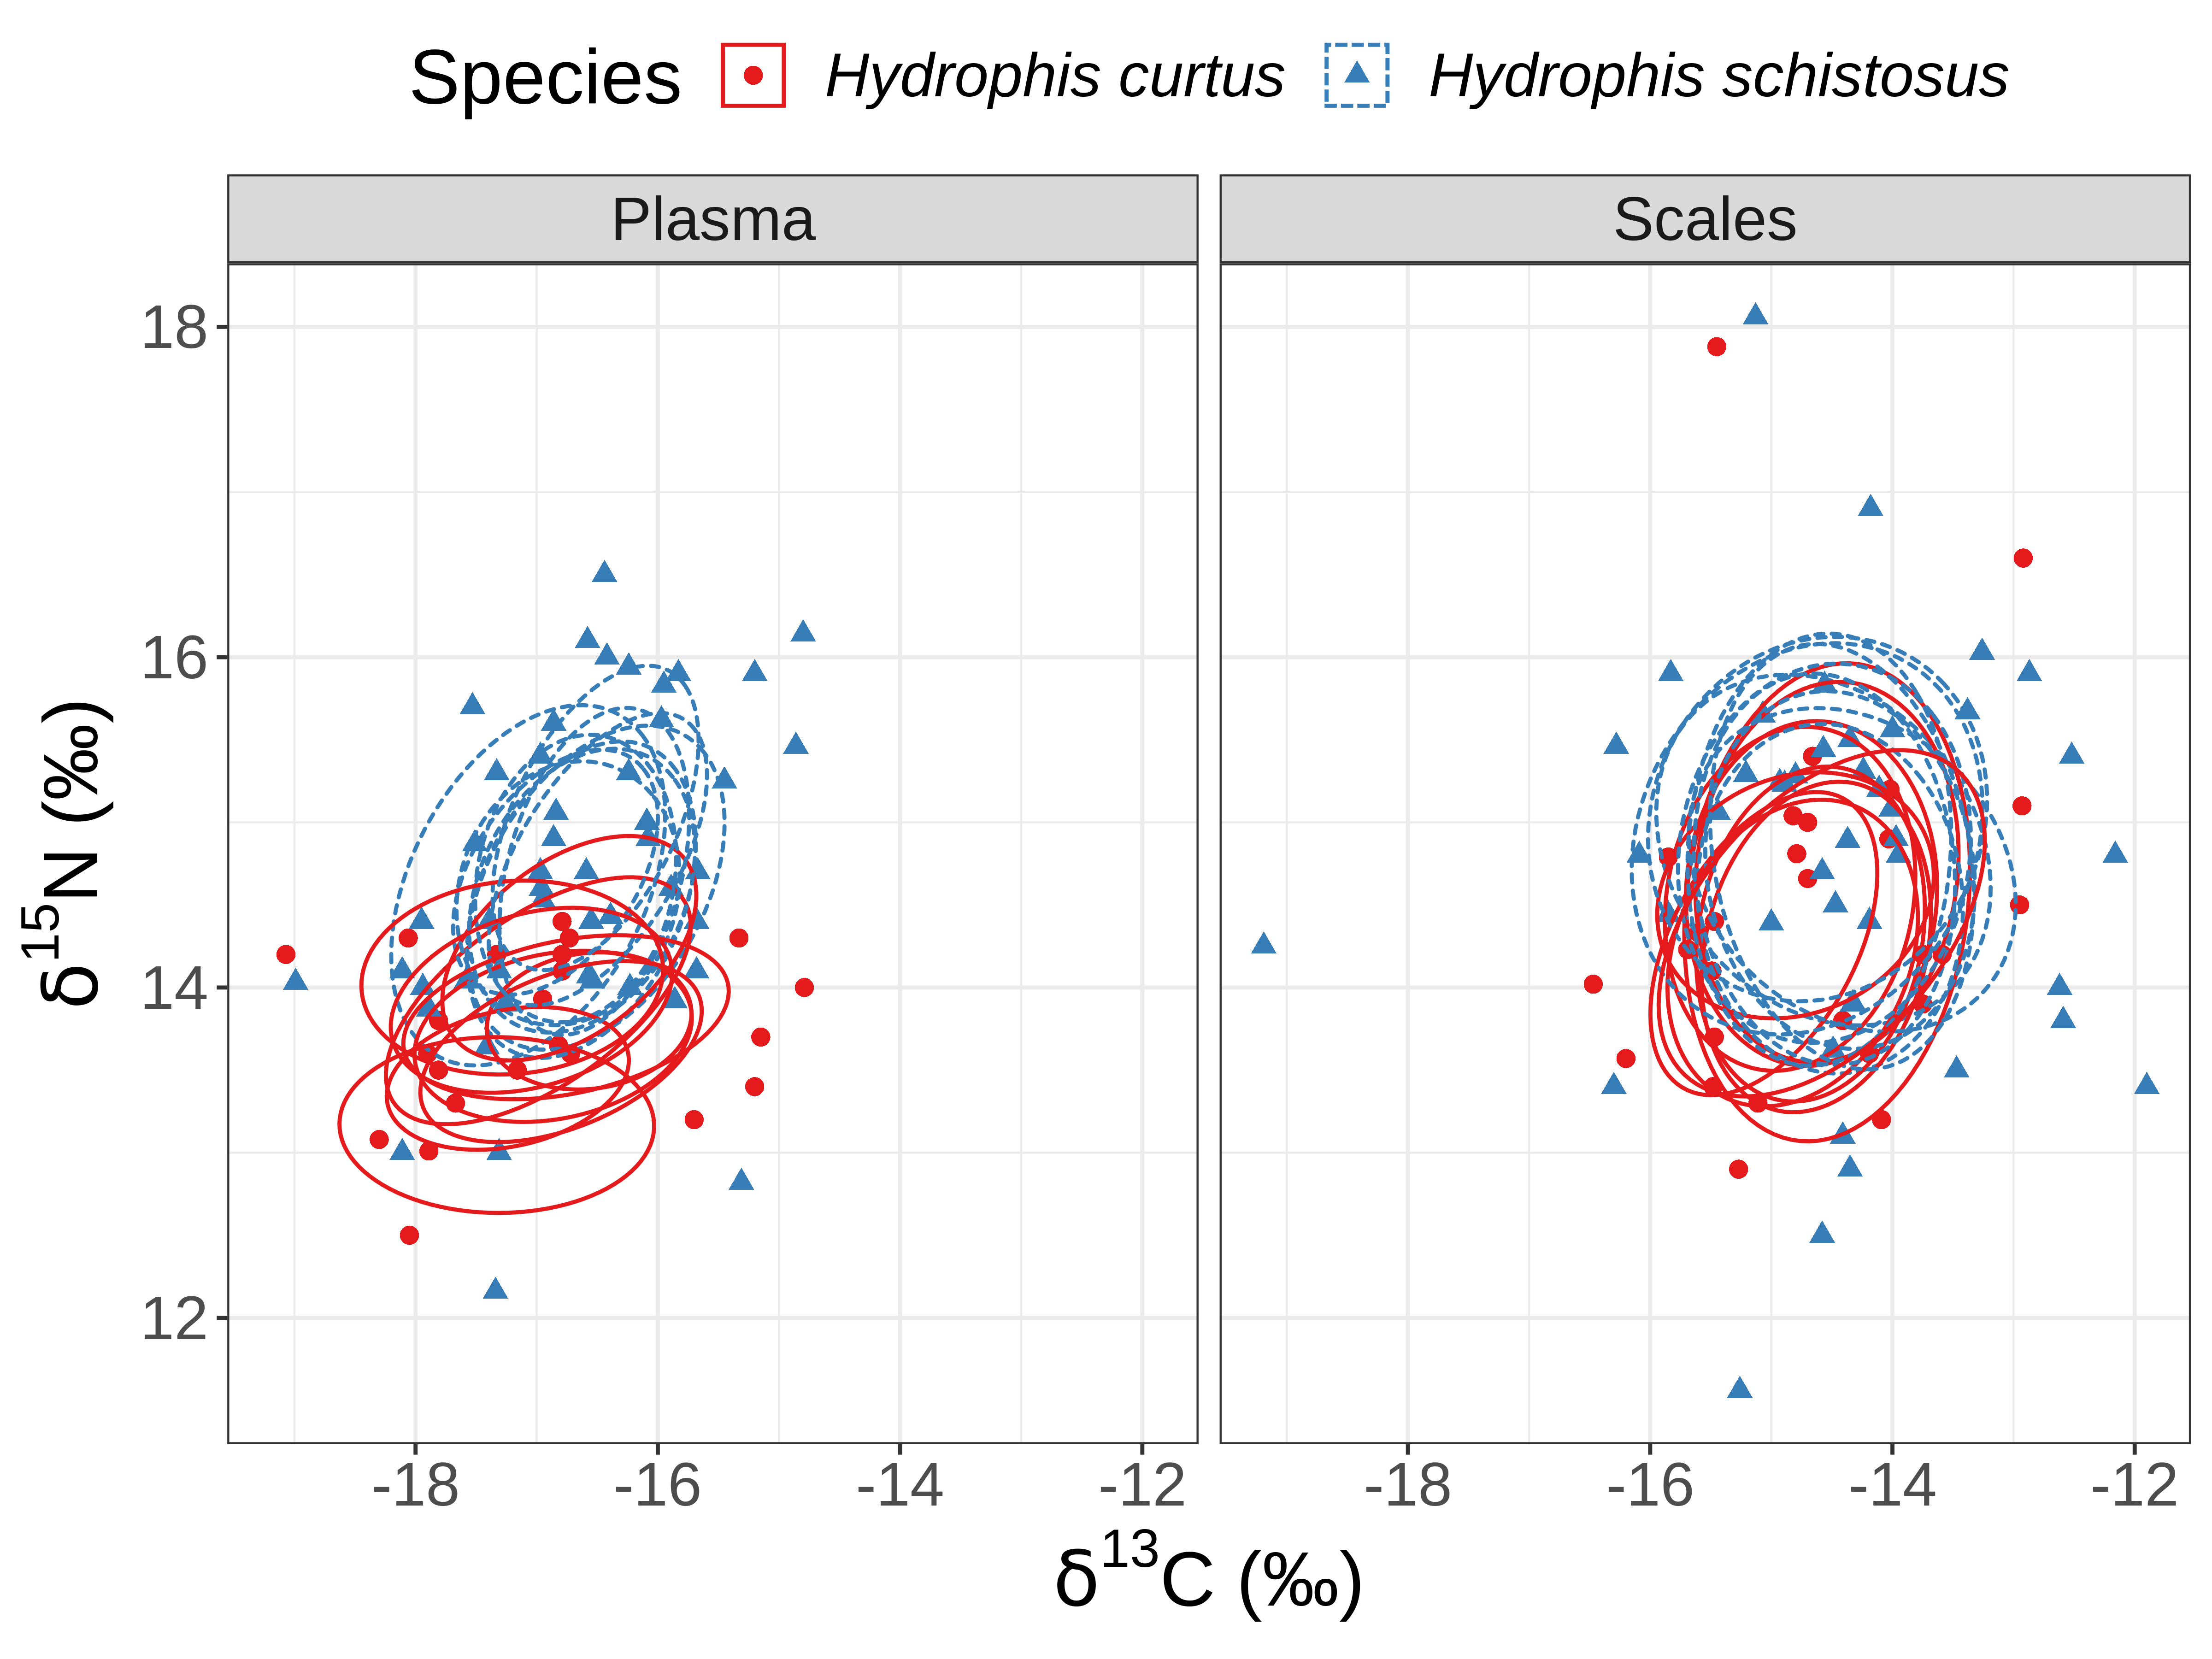 Species Hydrophis curtus Hydrophis schistosus
Plasma Scales
18
16
14
12
δ15N (‰)
-18 -16 -14 -12 -18 -16 -14 -12
δ13C (‰)